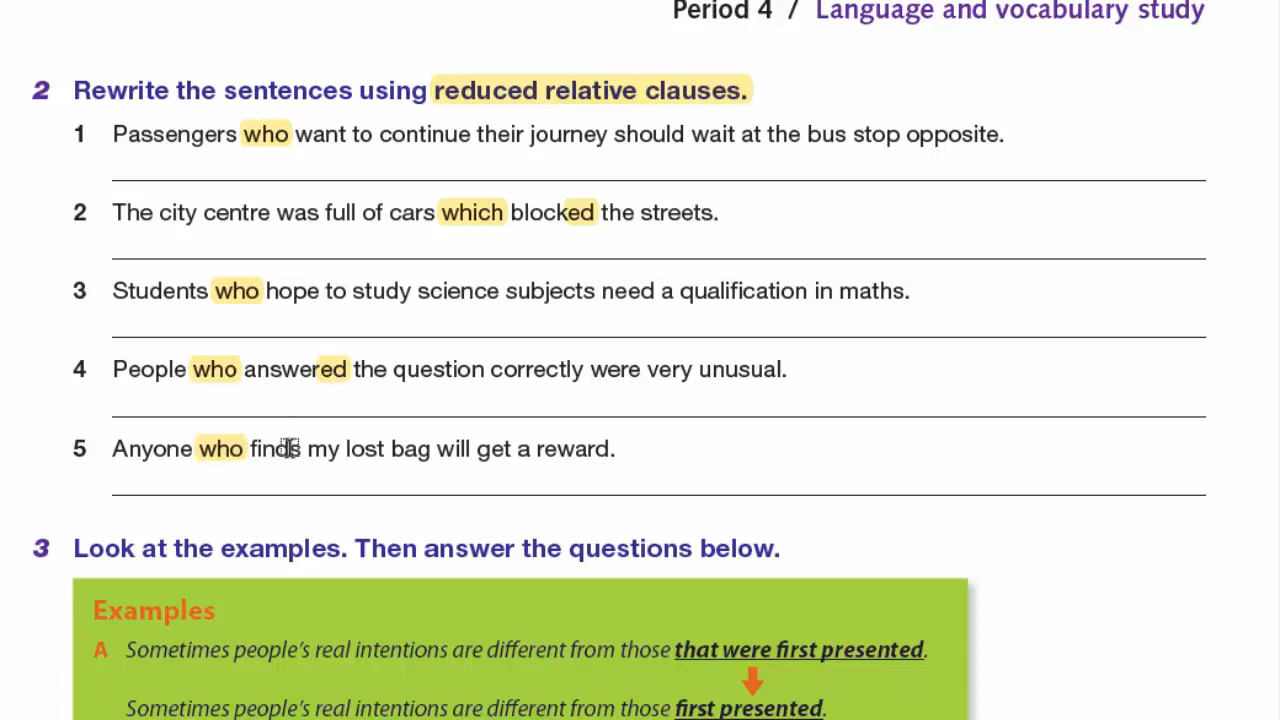 Period 4 / Language and vocabulary study
2 Rewrite the sentences using reduced relative clauses.
1 Passengers who want to continue their journey should wait at the bus stop opposite.
2 The city centre was full of cars which blocked the streets.
3 Students who hope to study science subjects need a qualification in maths.
4 People who answered the question correctly were very unusual.
5 Anyone who finds my lost bag will get a reward.
3 Look at the examples. Then answer the questions below.
Examples
A Sometimes people's real intentions are different from those that were first presented.
Sometimes people's real intentions are different from those first presented.